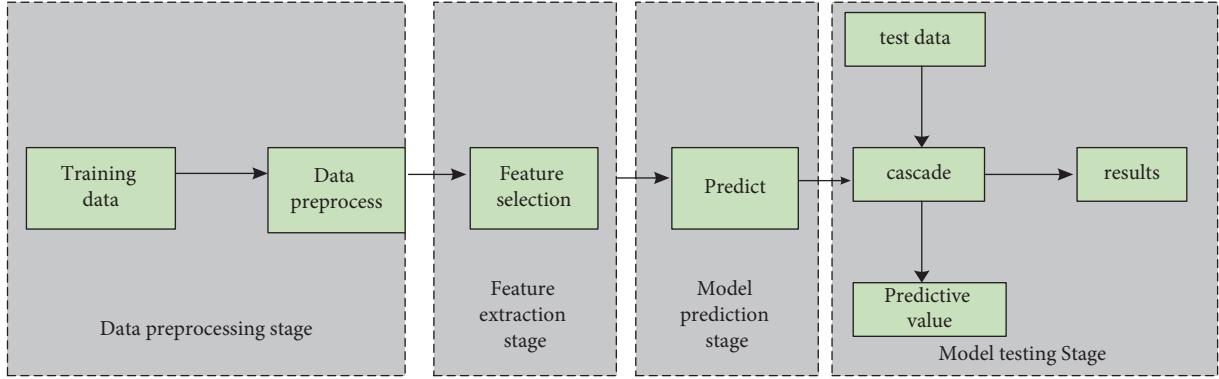 Training
data
Data
preprocess
Data preprocessing stage
Feature
selection
Feature
extraction
stage
Predict
Model
prediction
stage
test data
cascade
results
Predictive
value
Model testing Stage